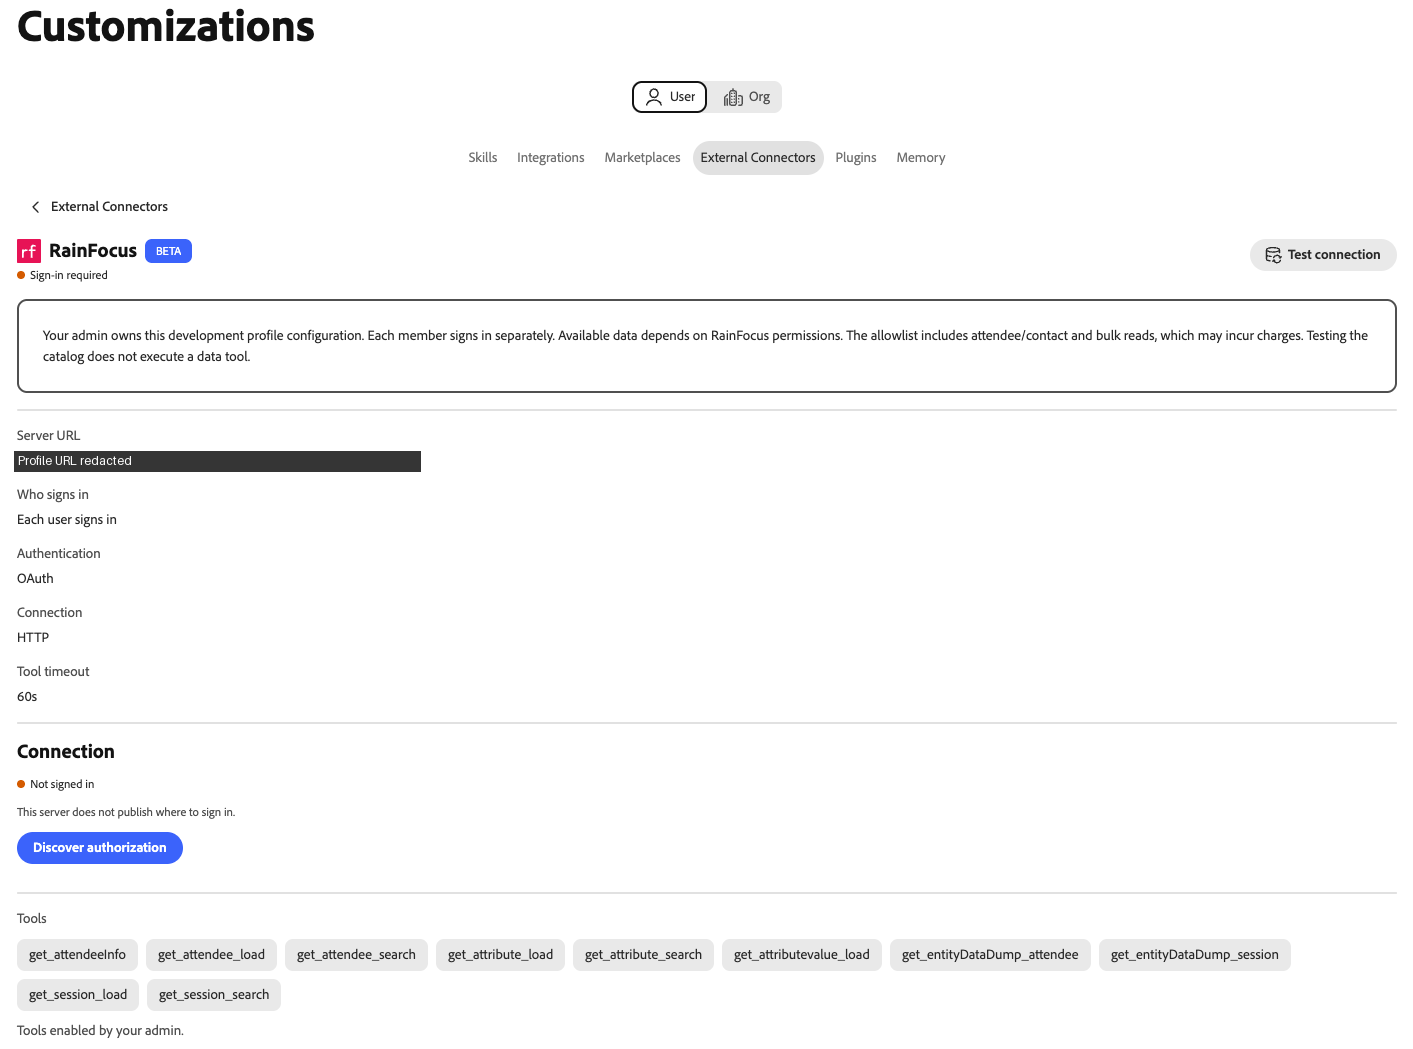 Customizations
User
Org
Skills
Integrations
Marketplaces
External Connectors
Plugins
Memory
External Connectors
rf
RainFocus
BETA
Test connection
Sign-in required
Your admin owns this development profile configuration. Each member signs in separately. Available data depends on RainFocus permissions. The allowlist includes attendee/contact and bulk reads, which may incur charges. Testing the
catalog does not execute a data tool.
Server URL
Profile URL redacted
Who signs in
Each user signs in
Authentication
OAuth
Connection
HTTP
Tool timeout
60s
Connection
Not signed in
This server does not publish where to sign in.
Discover authorization
Tools
get_attendeeInfo
get_attendee_load
get_attendee_search
get_attribute_load
get_attribute_search
get_attributevalue_load
get_entityDataDump_attendee
get_entityDataDump_session
get_session_load
get_session_search
Tools enabled by your admin.